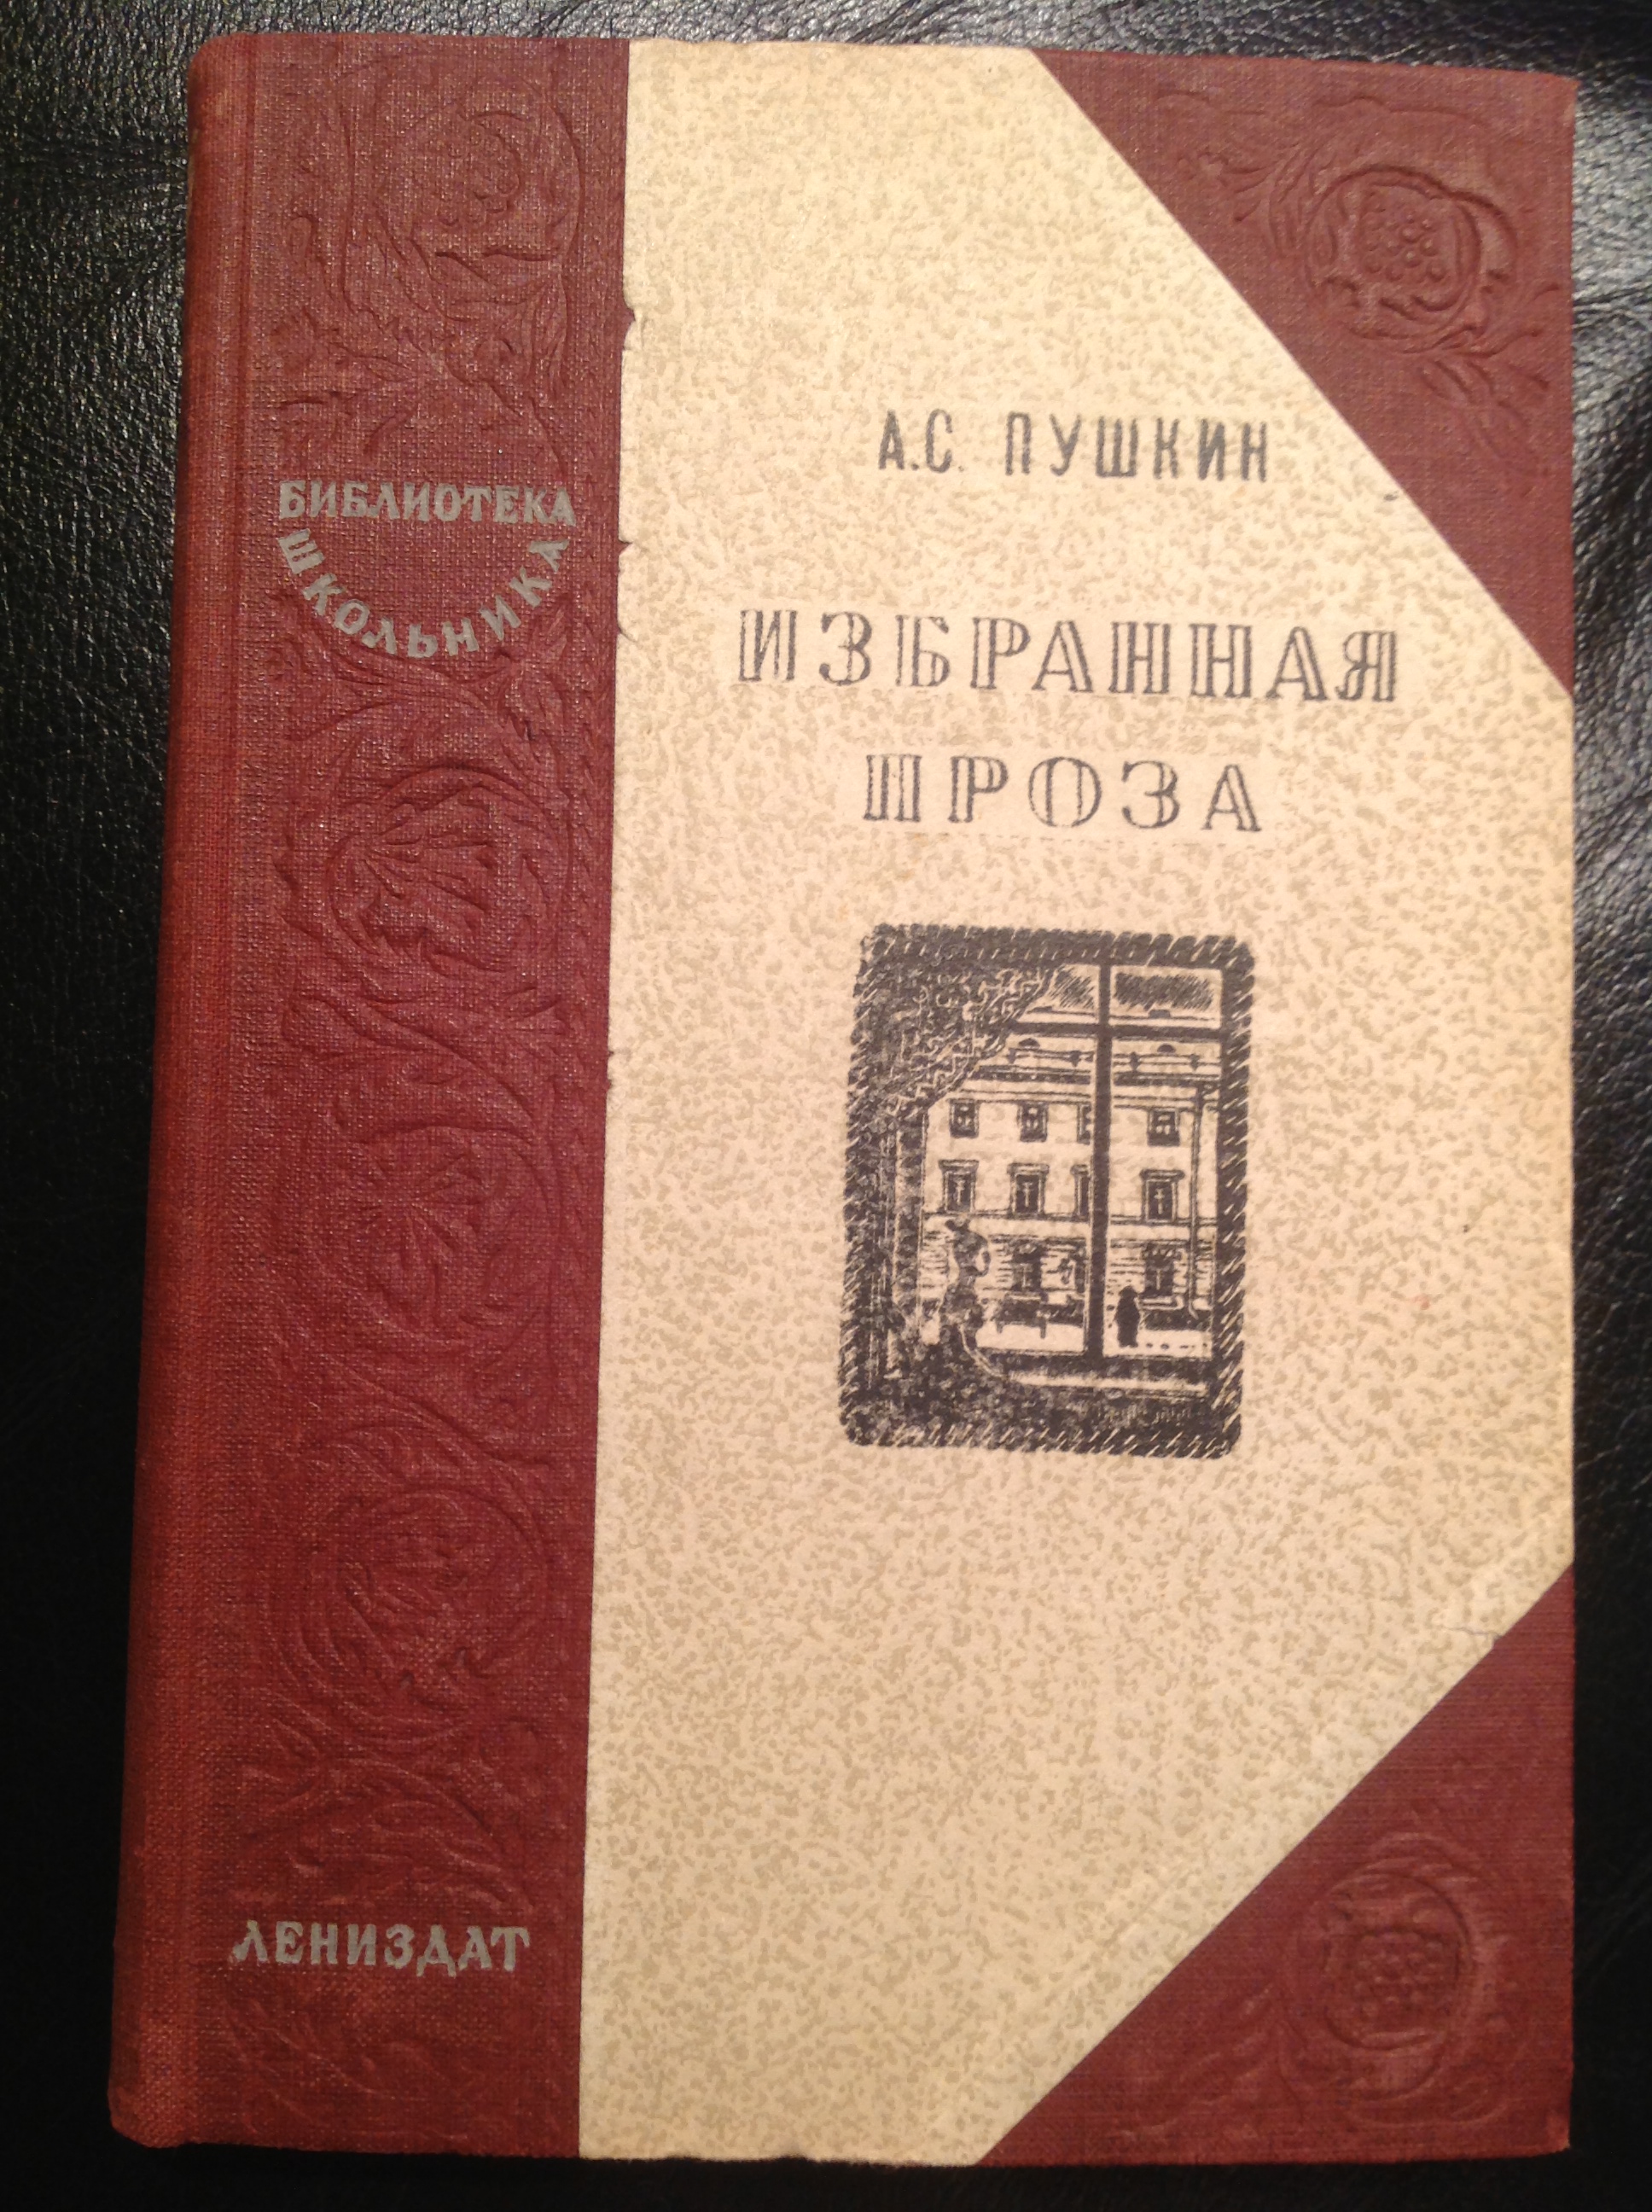 БИБЛИОТЕКА
ШКОЛЬНИКА
А.С. ПУШКИН
ИЗБРАННАЯ
ПРОЗА
ЛЕНИЗДАТ